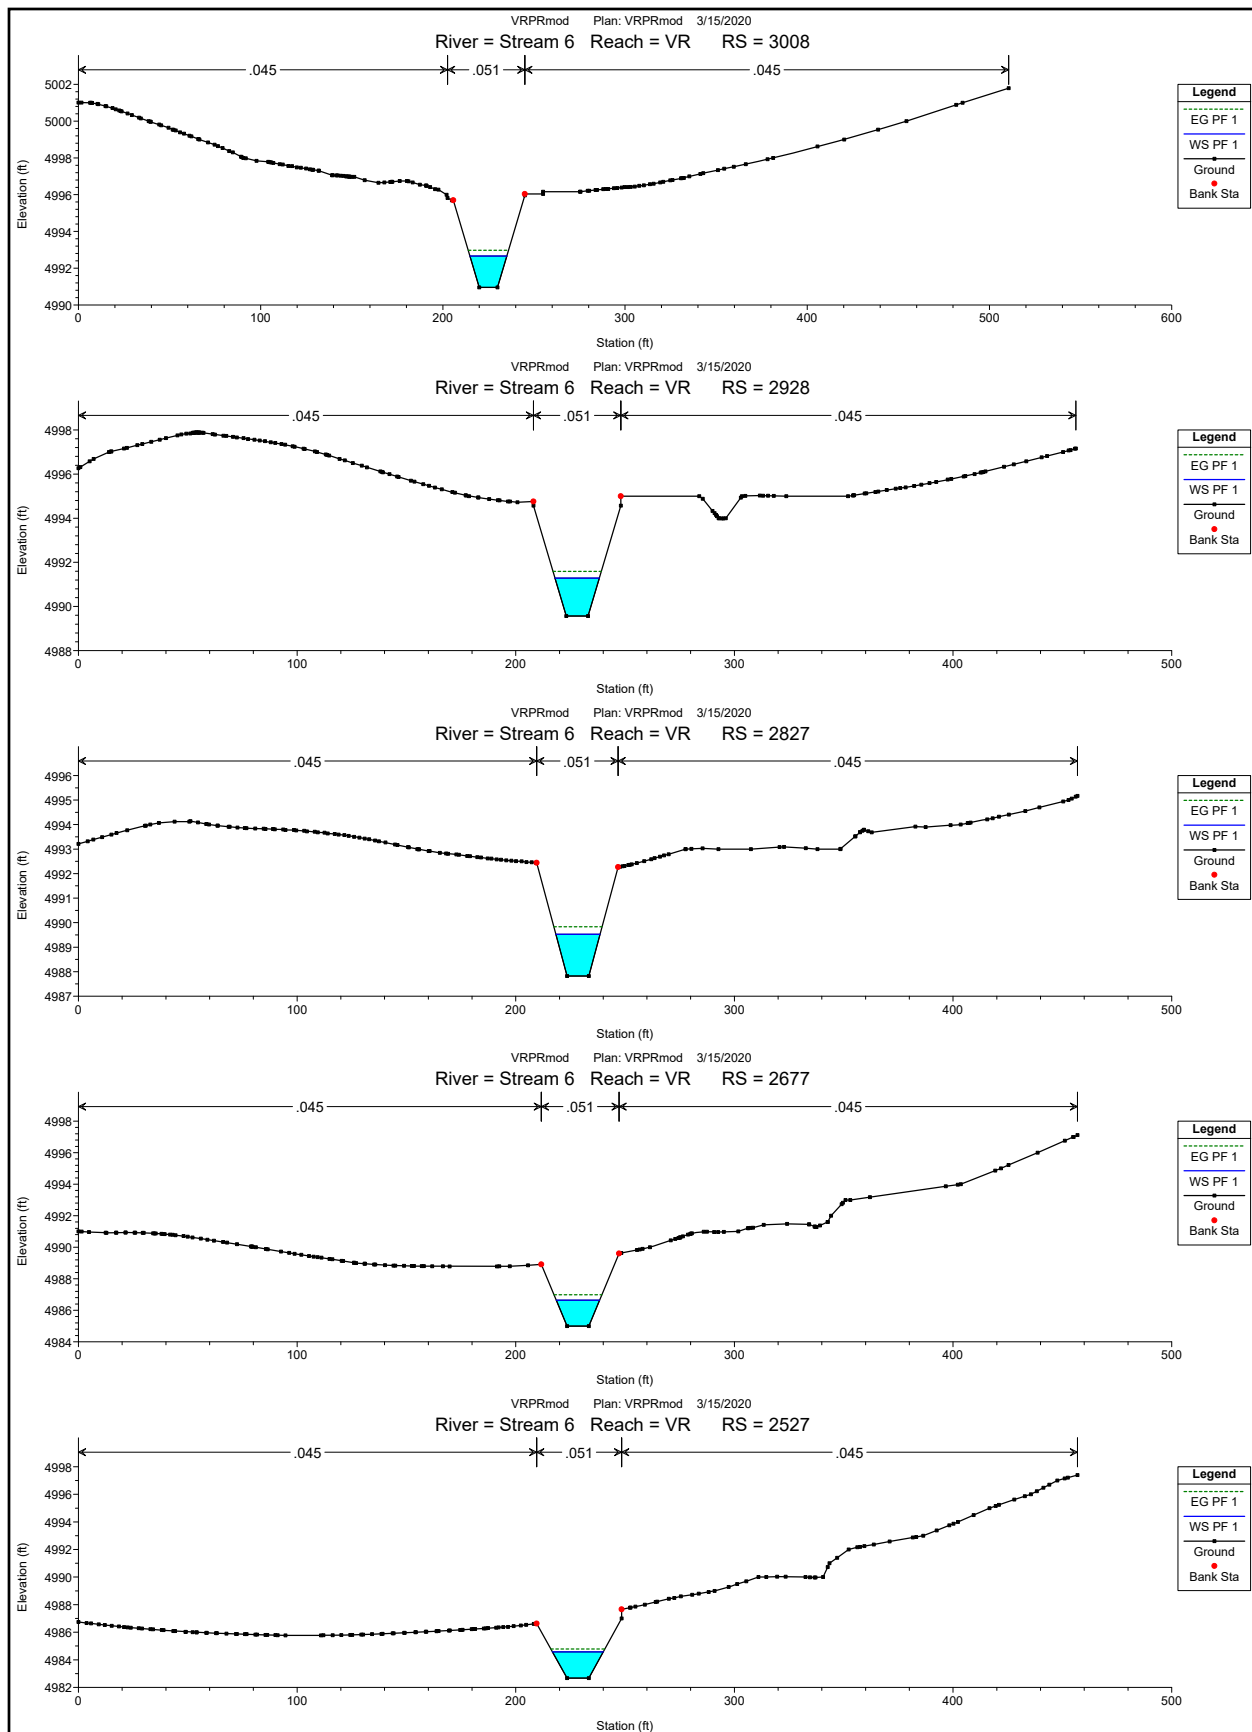 VRPRmod Plan: VRPRmod 3/15/2020
River = Stream 6 Reach = VR RS = 3008
.045 .051 .045
5002
5000
4998
4996
4994
4992
4990
Elevation (ft)
0 100 200 300 400 500 600
Station (ft)
Legend
EG PF 1
WS PF 1
Ground
Bank Sta
VRPRmod Plan: VRPRmod 3/15/2020
River = Stream 6 Reach = VR RS = 2928
.045 .051 .045
4998
4996
4994
4992
4990
4988
Elevation (ft)
0 100 200 300 400 500
Station (ft)
Legend
EG PF 1
WS PF 1
Ground
Bank Sta
VRPRmod Plan: VRPRmod 3/15/2020
River = Stream 6 Reach = VR RS = 2827
.045 .051 .045
4996
4995
4994
4993
4992
4991
4990
4989
4988
4987
Elevation (ft)
0 100 200 300 400 500
Station (ft)
Legend
EG PF 1
WS PF 1
Ground
Bank Sta
VRPRmod Plan: VRPRmod 3/15/2020
River = Stream 6 Reach = VR RS = 2677
.045 .051 .045
4998
4996
4994
4992
4990
4988
4986
4984
Elevation (ft)
0 100 200 300 400 500
Station (ft)
Legend
EG PF 1
WS PF 1
Ground
Bank Sta
VRPRmod Plan: VRPRmod 3/15/2020
River = Stream 6 Reach = VR RS = 2527
.045 .051 .045
4998
4996
4994
4992
4990
4988
4986
4984
4982
Elevation (ft)
0 100 200 300 400 500
Station (ft)
Legend
EG PF 1
WS PF 1
Ground
Bank Sta